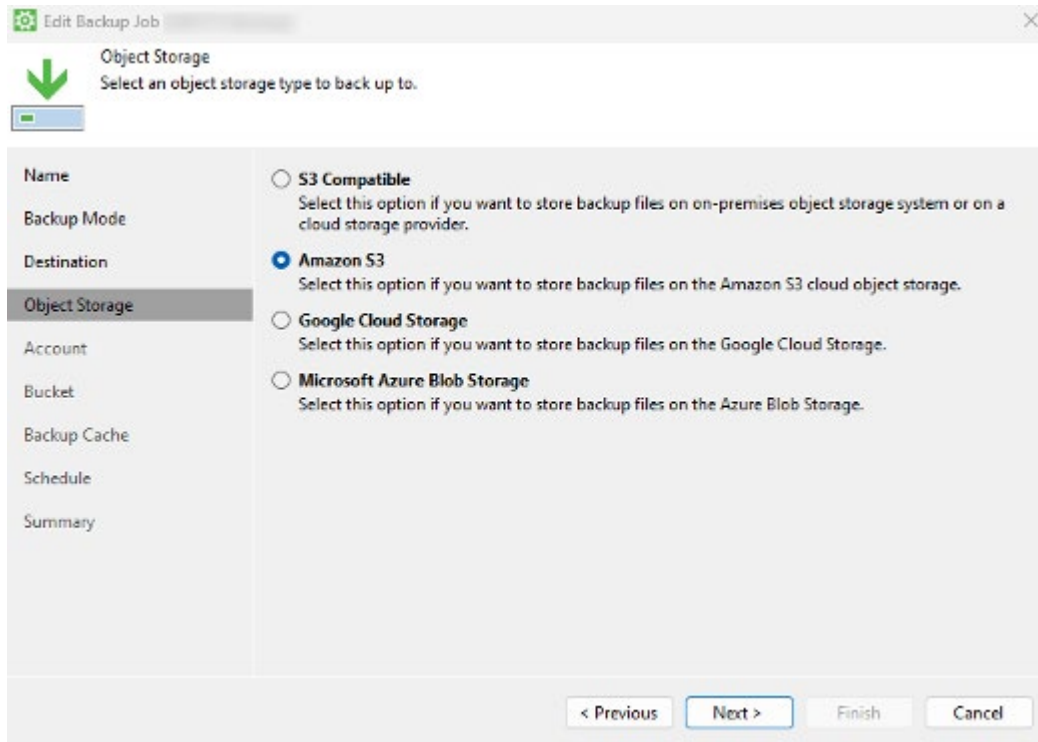 Edit Backup Job
Object Storage
Select an object storage type to back up to.
Name
Backup Mode
Destination
Object Storage
Account
Bucket
Backup Cache
Schedule
Summary
S3 Compatible
Select this option if you want to store backup files on on-premises object storage system or on a
cloud storage provider.
Amazon S3
Select this option if you want to store backup files on the Amazon S3 cloud object storage.
Google Cloud Storage
Select this option if you want to store backup files on the Google Cloud Storage.
Microsoft Azure Blob Storage
Select this option if you want to store backup files on the Azure Blob Storage.
< Previous Next > Finish Cancel